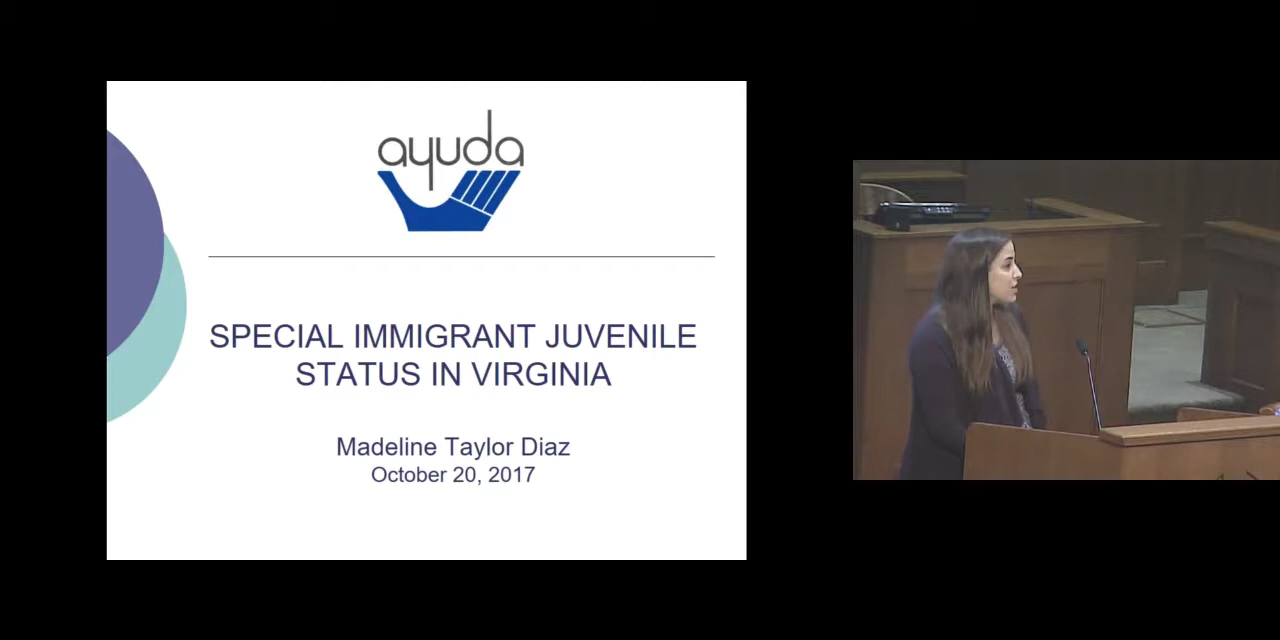 ayuda
SPECIAL IMMIGRANT JUVENILE
STATUS IN VIRGINIA
Madeline Taylor Diaz
October 20, 2017